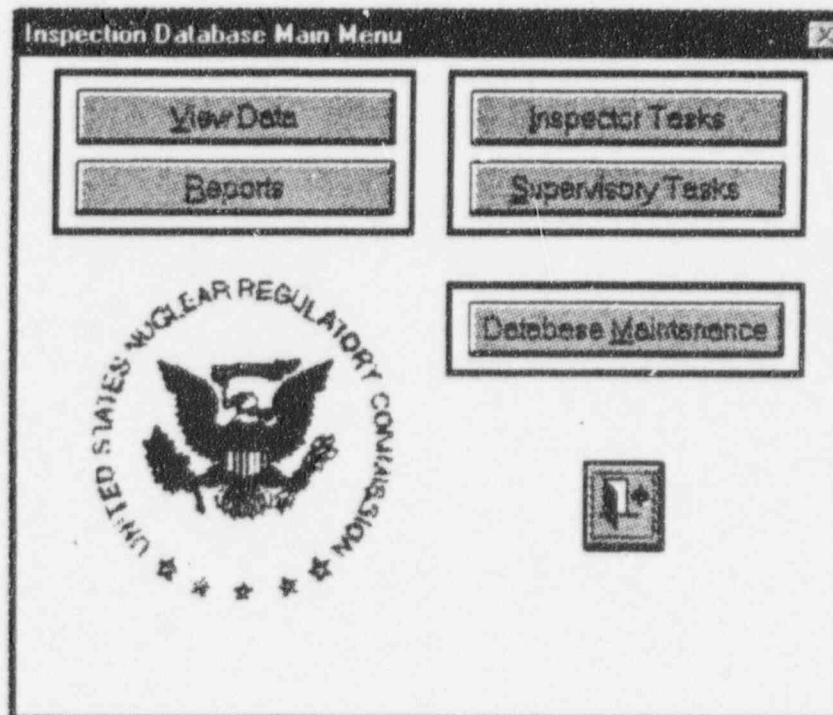 Inspection Database Main Menu
View Data
Reports
Inspector Tasks
Supervisory Tasks
Database Maintenance
UNITED STATES NUCLEAR REGULATORY COMMISSION